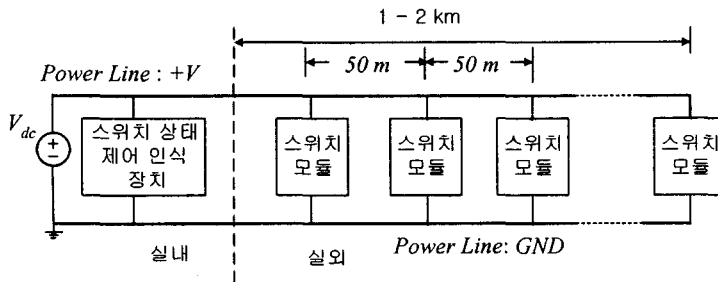 1 - 2 km
Power Line : +V
50 m
50 m
Vdc
스위치 상태
제어 인식
장치
스위치
모듈
스위치
모듈
스위치
모듈
스위치
모듈
실내
실외
Power Line: GND